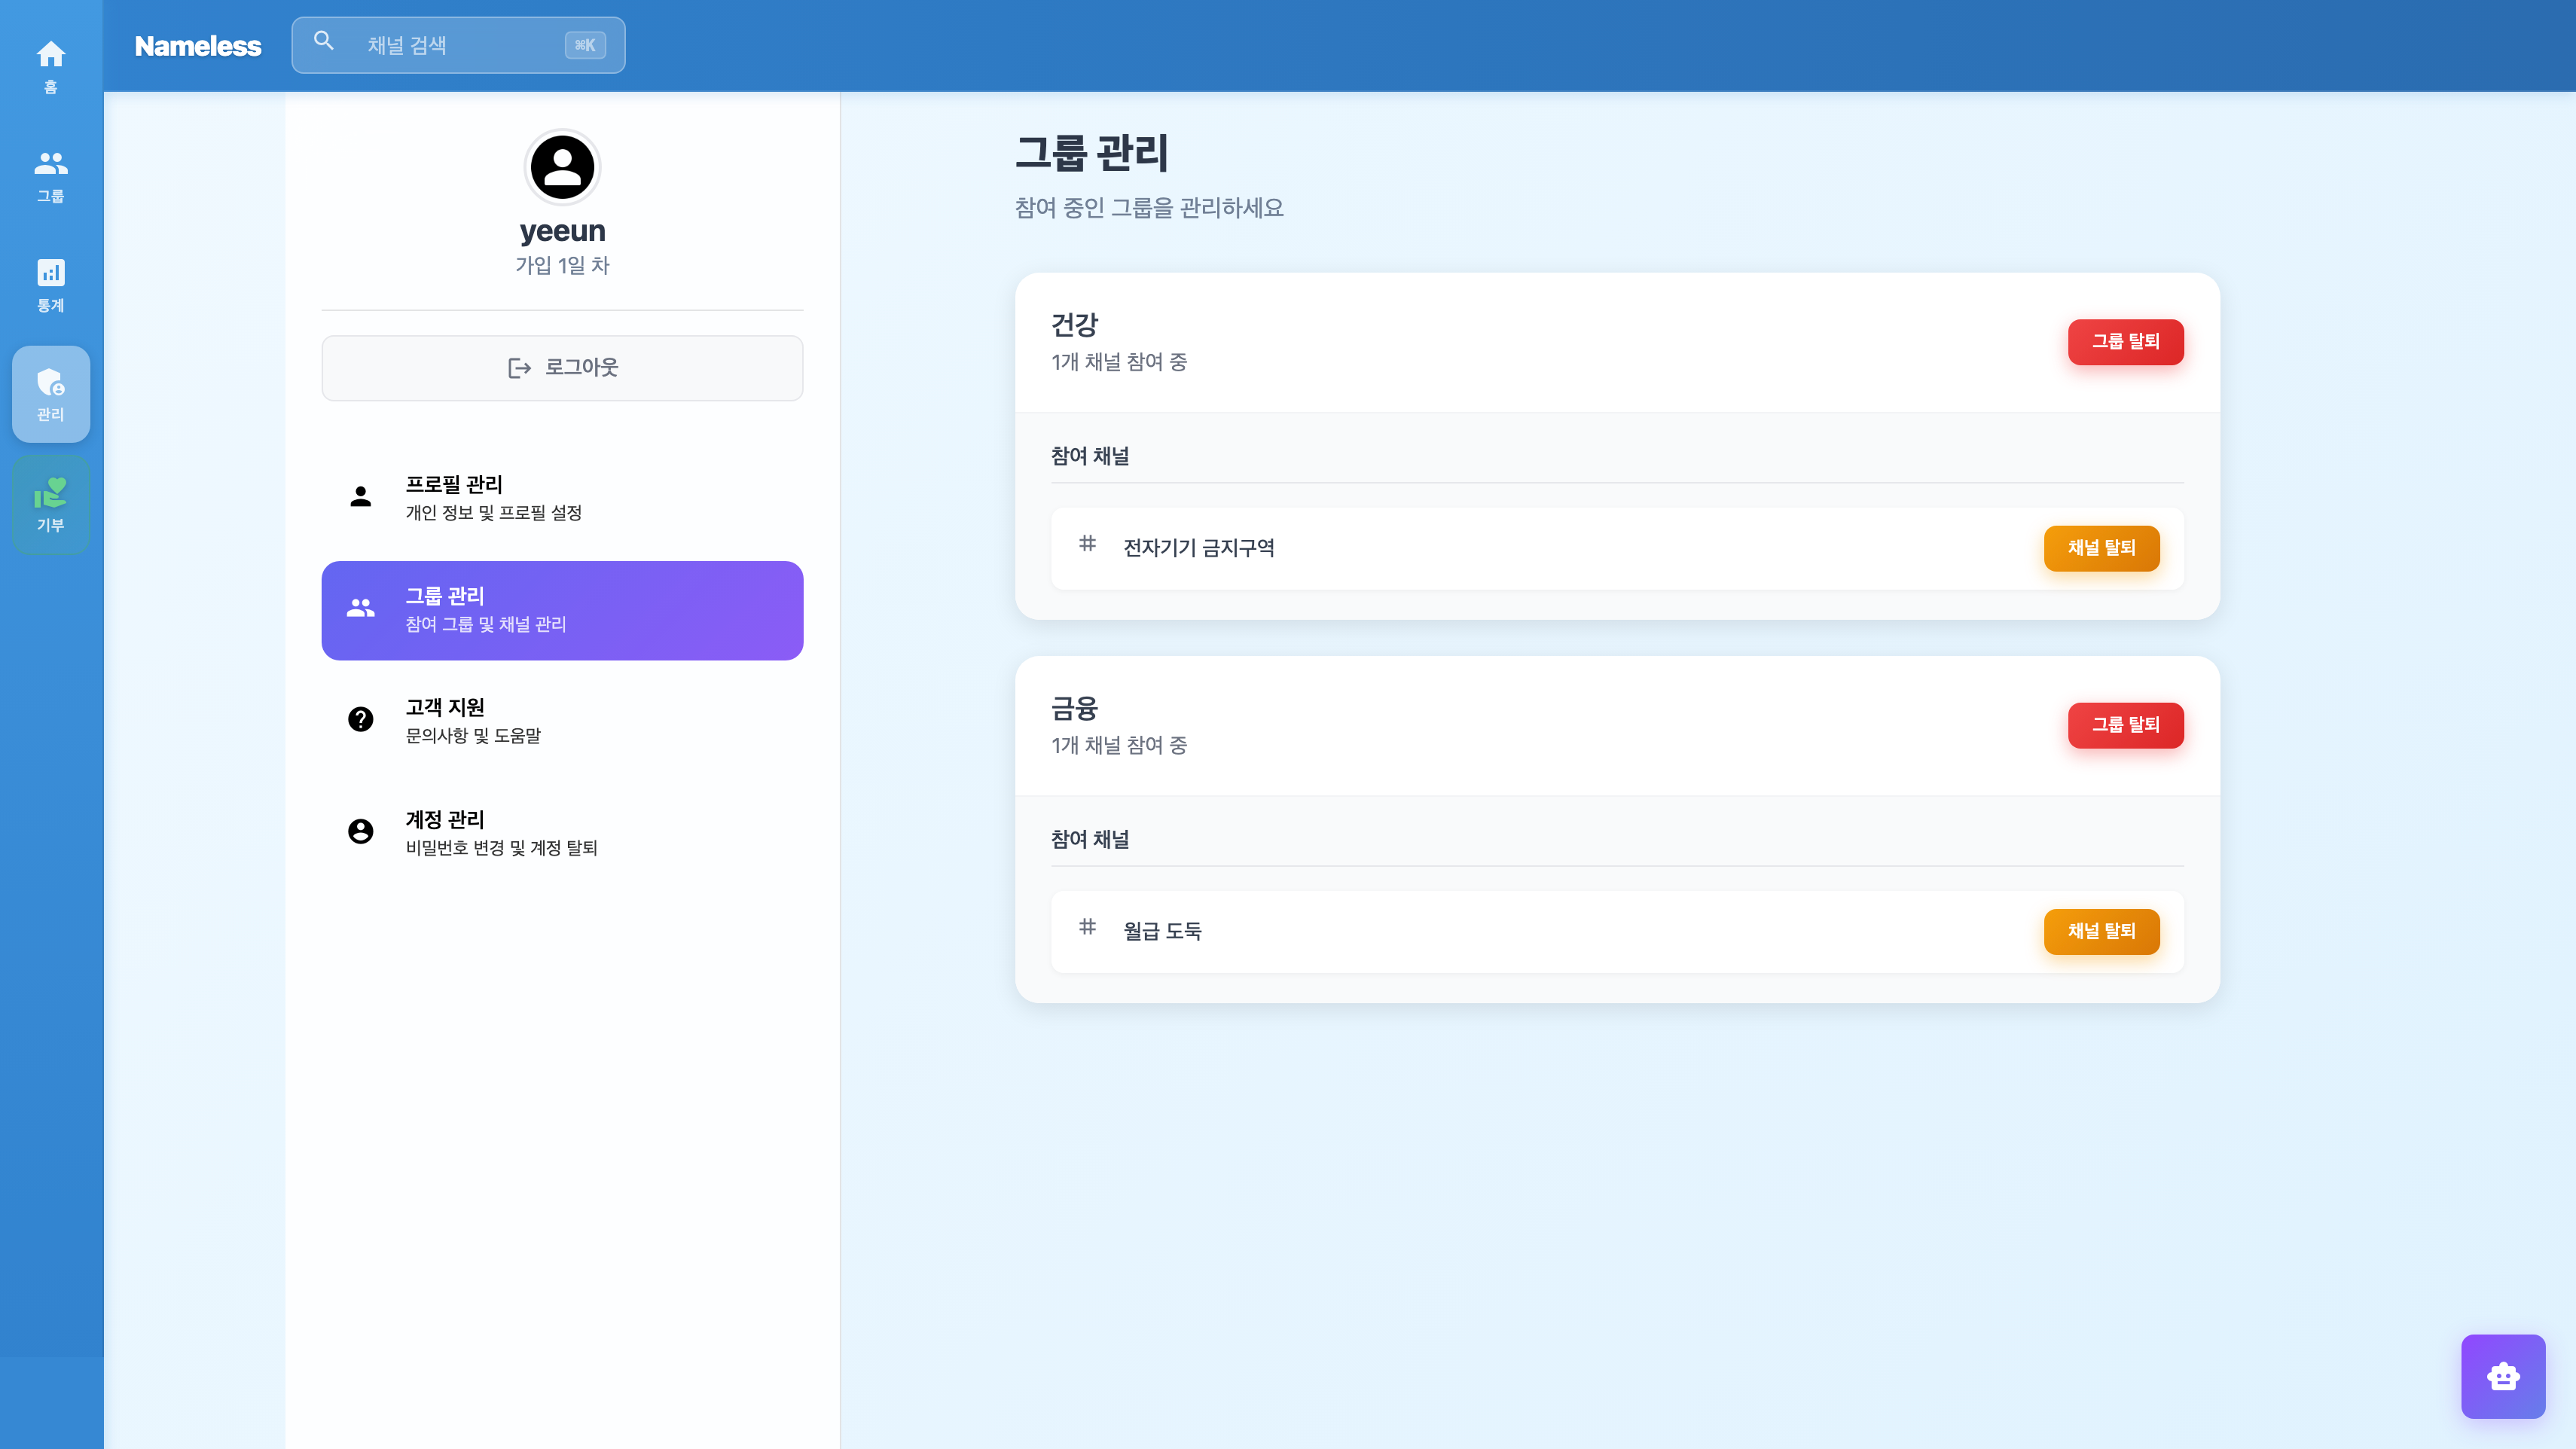 Nameless
채널 검색
⌘K
홈
그룹
통계
관리
기부
yeeun
가입 1일 차
로그아웃
프로필 관리
개인 정보 및 프로필 설정
그룹 관리
참여 그룹 및 채널 관리
고객 지원
문의사항 및 도움말
계정 관리
비밀번호 변경 및 계정 탈퇴
그룹 관리
참여 중인 그룹을 관리하세요
건강
1개 채널 참여 중
그룹 탈퇴
참여 채널
# 전자기기 금지구역
채널 탈퇴
금융
1개 채널 참여 중
그룹 탈퇴
참여 채널
# 월급 도둑
채널 탈퇴